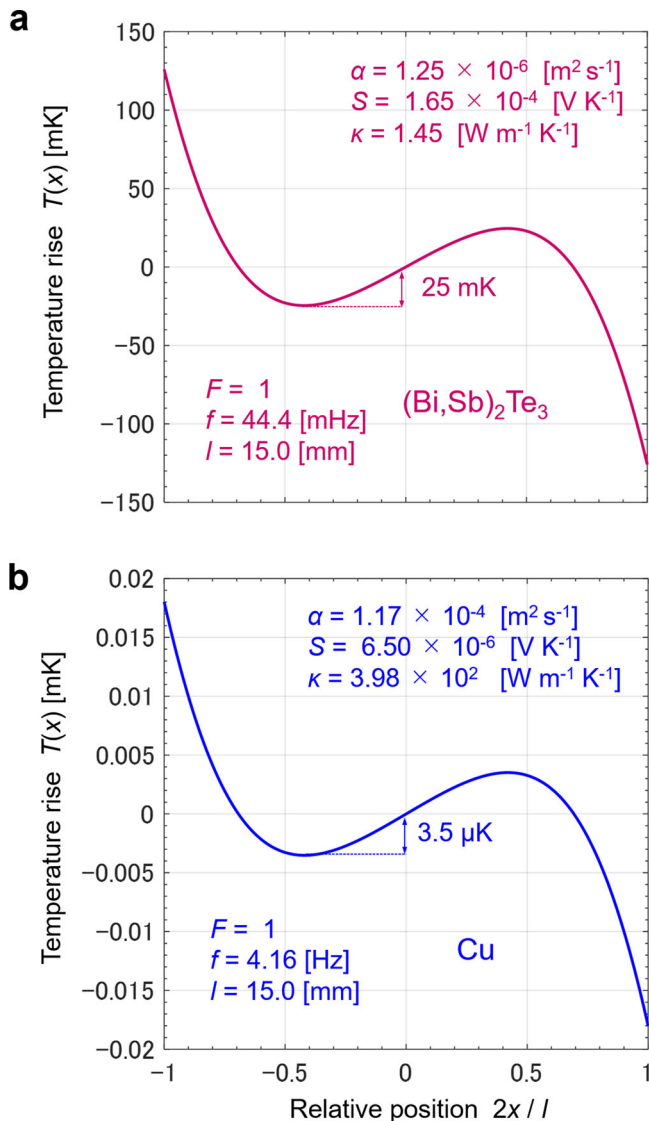 a
150
100
50
0
−50
−100
−150
Temperature rise T(x) [mK]
α = 1.25 × 10⁻⁶ [m² s⁻¹]
S = 1.65 × 10⁻⁴ [V K⁻¹]
κ = 1.45 [W m⁻¹ K⁻¹]
25 mK
F = 1
f = 44.4 [mHz]
l = 15.0 [mm]
(Bi,Sb)₂Te₃
b
0.02
0.015
0.01
0.005
0
−0.005
−0.01
−0.015
−0.02
Temperature rise T(x) [mK]
α = 1.17 × 10⁻⁴ [m² s⁻¹]
S = 6.50 × 10⁻⁶ [V K⁻¹]
κ = 3.98 × 10² [W m⁻¹ K⁻¹]
3.5 μK
F = 1
f = 4.16 [Hz]
l = 15.0 [mm]
Cu
−1 −0.5 0 0.5 1
Relative position 2x / l